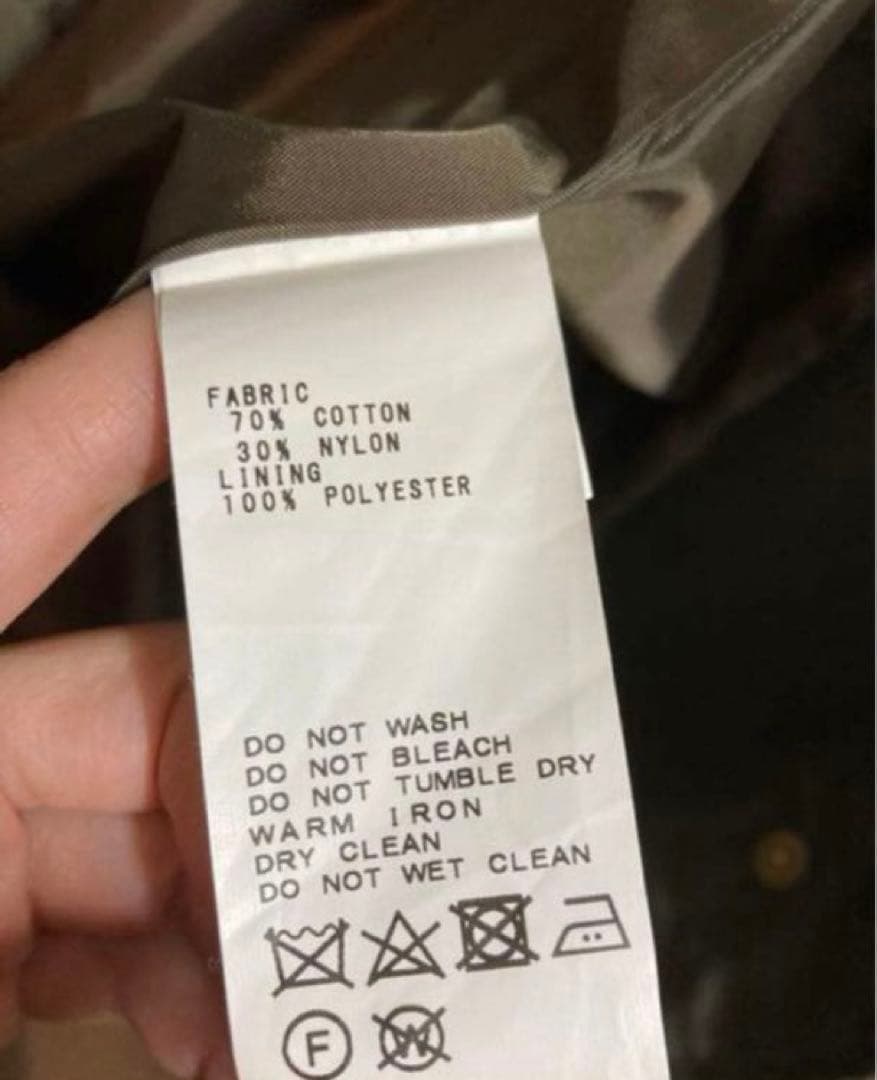 FABRIC
70% COTTON
30% NYLON
LINING
100% POLYESTER
DO NOT WASH
DO NOT BLEACH
DO NOT TUMBLE DRY
WARM IRON
DRY CLEAN
DO NOT WET CLEAN
F W